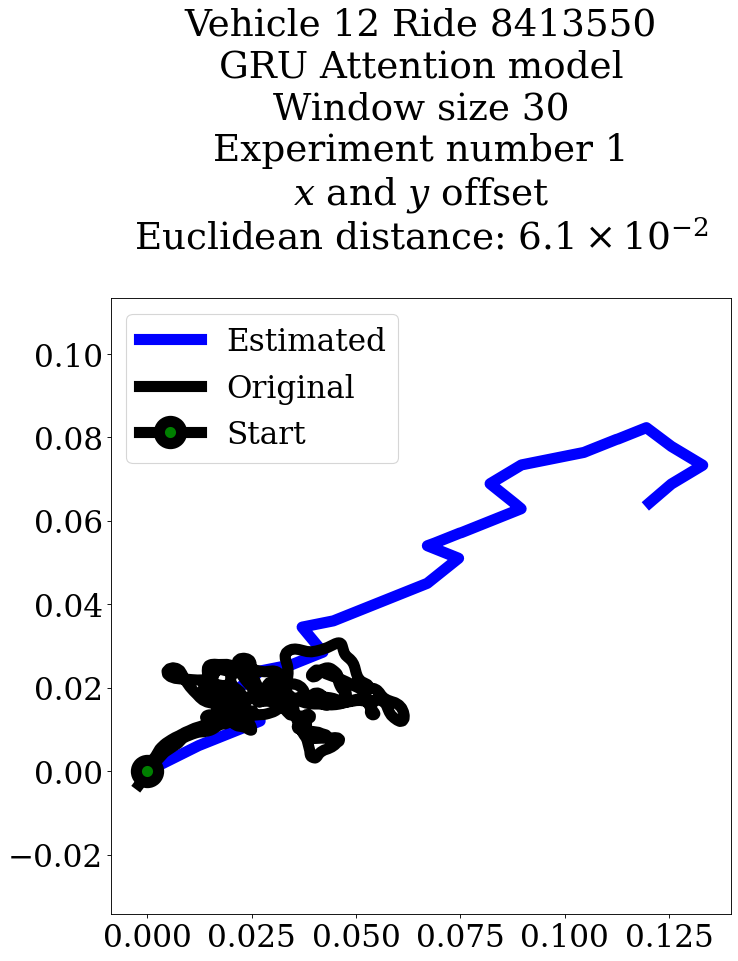 Vehicle 12 Ride 8413550
GRU Attention model
Window size 30
Experiment number 1
x and y offset
Euclidean distance: 6.1 × 10⁻²
Estimated
Original
Start
0.10
0.08
0.06
0.04
0.02
0.00
−0.02
0.000 0.025 0.050 0.075 0.100 0.125